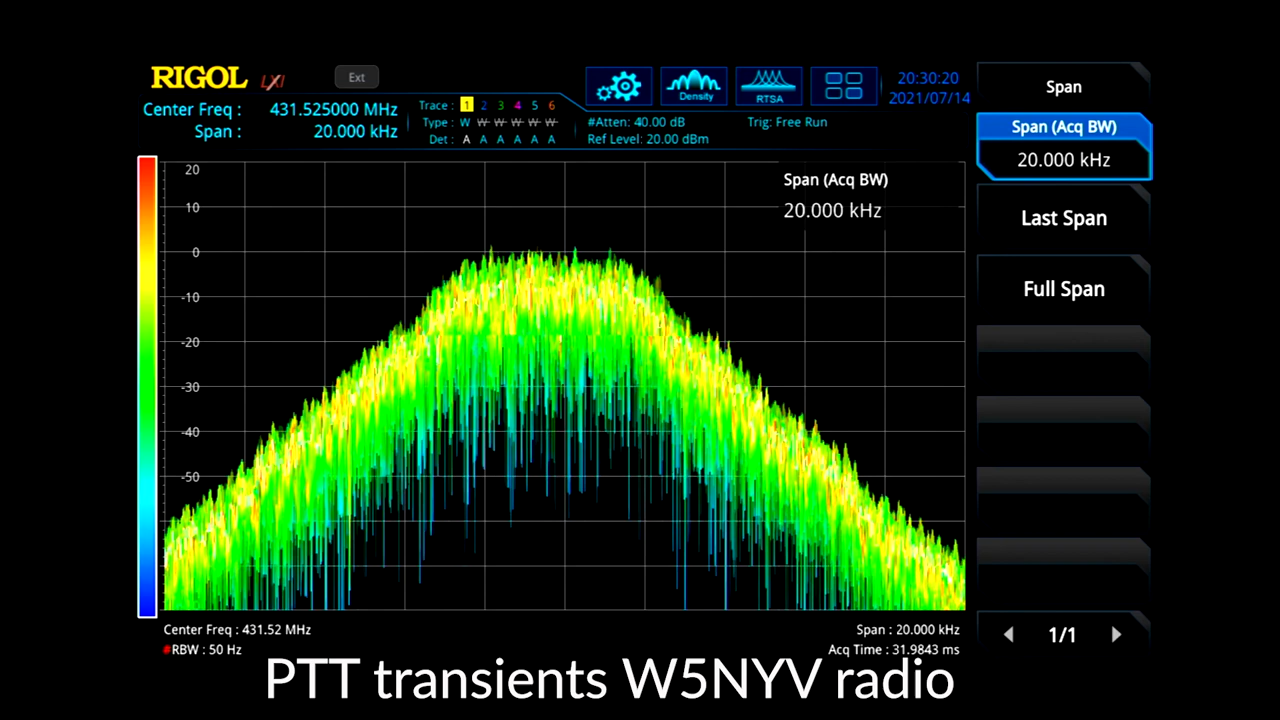 RIGOL LXI
Ext
Center Freq : 431.525000 MHz
Span : 20.000 kHz
Trace : 1 2 3 4 5 6
Type : W W W W W W
Det : A A A A A A
Density
RTSA
#Atten: 40.00 dB
Ref Level: 20.00 dBm
Trig: Free Run
20:30:20
2021/07/14
Span
Span (Acq BW)
20.000 kHz
Last Span
Full Span
1/1
Span (Acq BW)
20.000 kHz
20
10
0
-10
-20
-30
-40
-50
Center Freq : 431.52 MHz
Span : 20.000 kHz
#RBW : 50 Hz
Acq Time : 31.9843 ms
PTT transients W5NYV radio